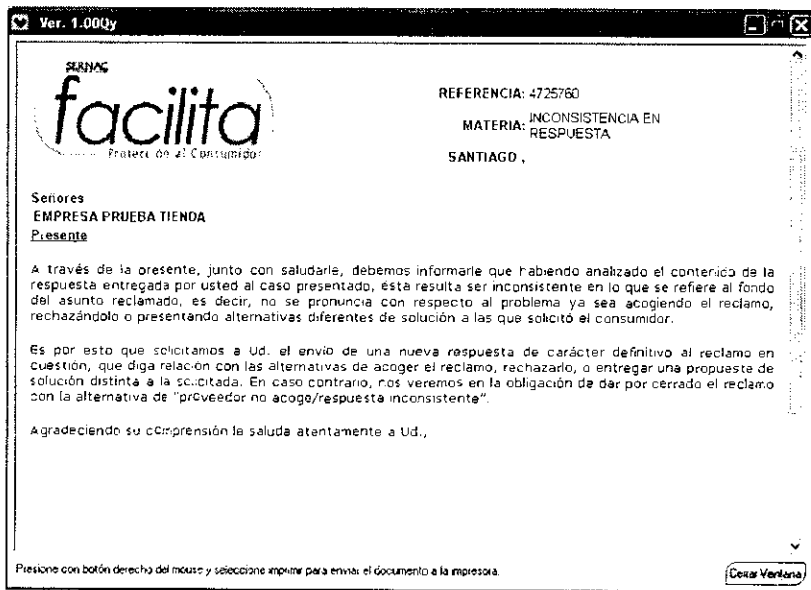 Ver. 1.00Qy
SERNAC
facilita
Protección al Consumidor
REFERENCIA: 4725760
MATERIA: INCONSISTENCIA EN
RESPUESTA
SANTIAGO ,
Señores
EMPRESA PRUEBA TIENDA
Presente
A través de la presente, junto con saludarle, debemos informarle que habiendo analizado el contenido de la
respuesta entregada por usted al caso presentado, ésta resulta ser inconsistente en lo que se refiere al fondo
del asunto reclamado, es decir, no se pronuncia con respecto al problema ya sea acogiendo el reclamo,
rechazándolo o presentando alternativas diferentes de solución a las que solicitó el consumidor.
Es por esto que solicitamos a Ud. el envío de una nueva respuesta de carácter definitivo al reclamo en
cuestión, que diga relación con las alternativas de acoger el reclamo, rechazarlo, o entregar una propuesta de
solución distinta a la solicitada. En caso contrario, nos veremos en la obligación de dar por cerrado el reclamo
con la alternativa de "proveedor no acoge/respuesta inconsistente".
Agradeciendo su comprensión le saluda atentamente a Ud.,
Presione con botón derecho del mouse y seleccione imprimir para enviar el documento a la impresora.
Cerrar Ventana